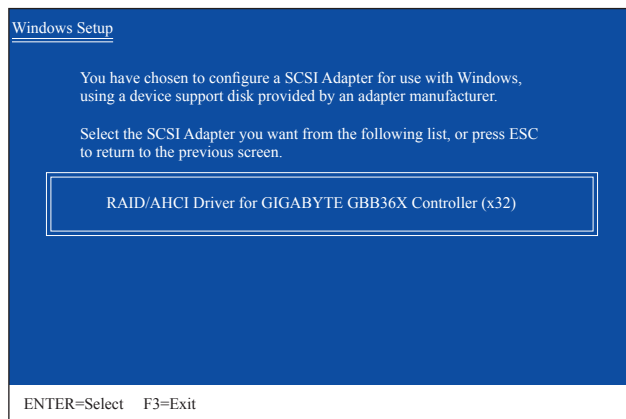 Windows Setup
You have chosen to configure a SCSI Adapter for use with Windows,
using a device support disk provided by an adapter manufacturer.
Select the SCSI Adapter you want from the following list, or press ESC
to return to the previous screen.
RAID/AHCI Driver for GIGABYTE GBB36X Controller (x32)
ENTER=Select F3=Exit